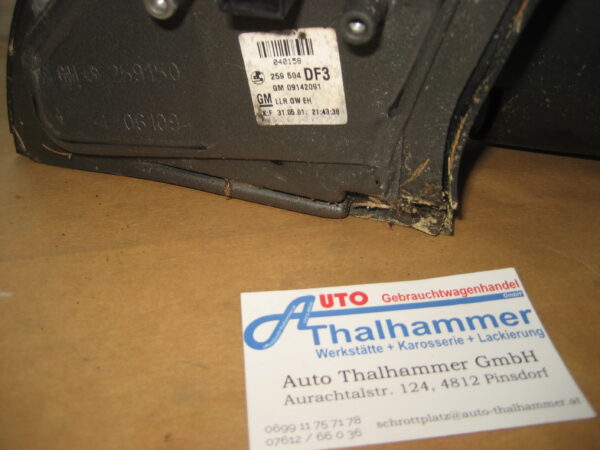 040158
259 504 DF3
GM 09142091
GM LLR GW EH
K:F 31.05.01. 21:43:38
GM 259450
06109
AUTO Gebrauchtwagenhandel GmbH
Thalhammer
Werkstätte + Karosserie + Lackierung
Auto Thalhammer GmbH
Aurachtalstr. 124, 4812 Pinsdorf
0699 11 75 71 78
07612 / 66 0 36
schrottplatz@auto-thalhammer.at